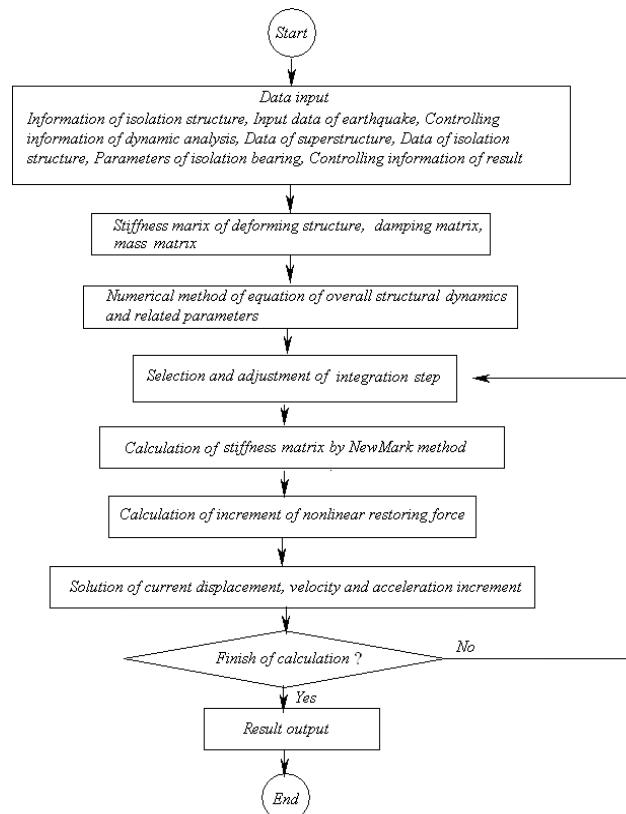 Start
Data input
Information of isolation structure, Input data of earthquake, Controlling
information of dynamic analysis, Data of superstructure, Data of isolation
structure, Parameters of isolation bearing, Controlling information of result
Stiffness marix of deforming structure, damping matrix,
mass matrix
Numerical method of equation of overall structural dynamics
and related parameters
Selection and adjustment of integration step
Calculation of stiffness matrix by NewMark method
Calculation of increment of nonlinear restoring force
Solution of current displacement, velocity and acceleration increment
Finish of calculation ?
No
Yes
Result output
End